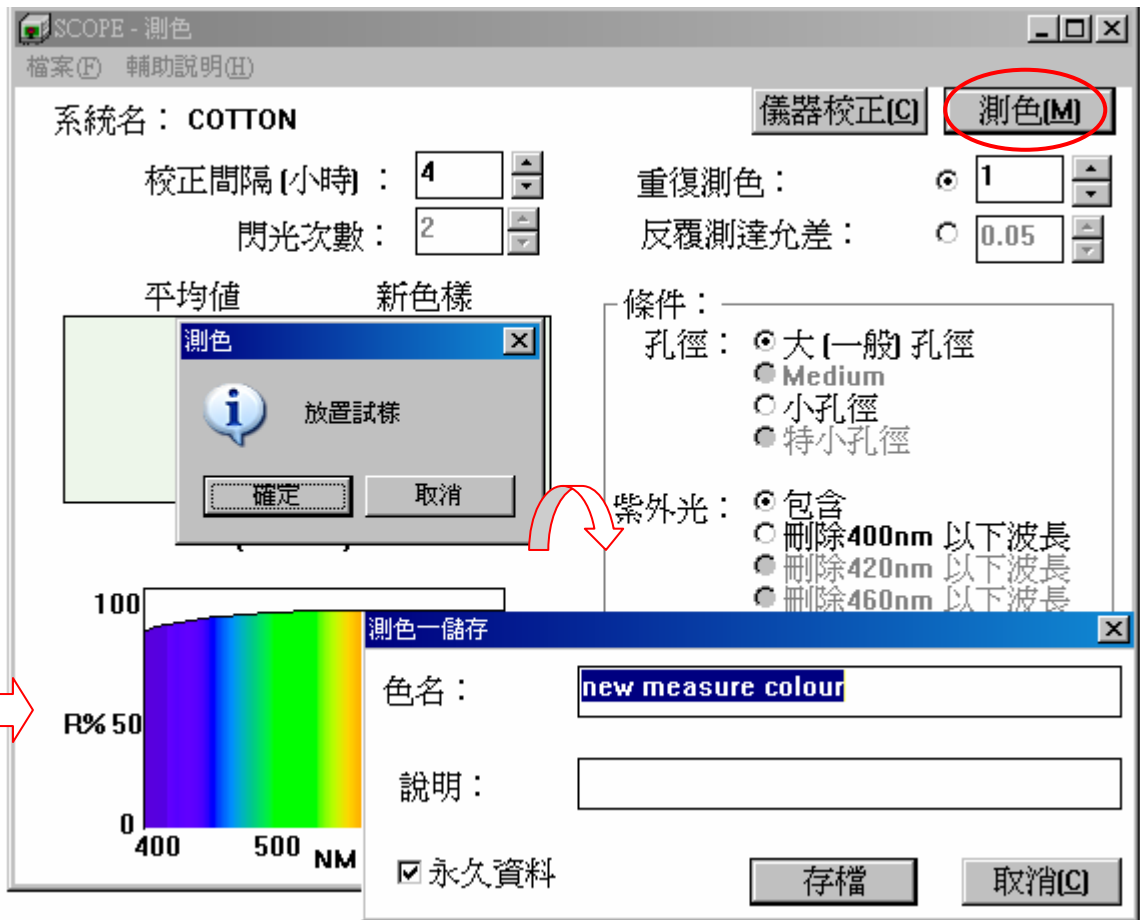 SCOPE - 測色
檔案(F) 輔助說明(H)
系統名： COTTON
儀器校正(C) 測色(M)
校正間隔 (小時) ： 4
重復測色： 1
閃光次數： 2
反覆測達允差： 0.05
平均值 新色樣
測色
放置試樣
確定 取消
條件：
孔徑： 大 (一般) 孔徑
Medium
小孔徑
特小孔徑
紫外光： 包含
刪除400nm 以下波長
刪除420nm 以下波長
刪除460nm 以下波長
100
R% 50
0
400 500 NM
測色—儲存
色名： new measure colour
說明：
永久資料 存檔 取消(C)